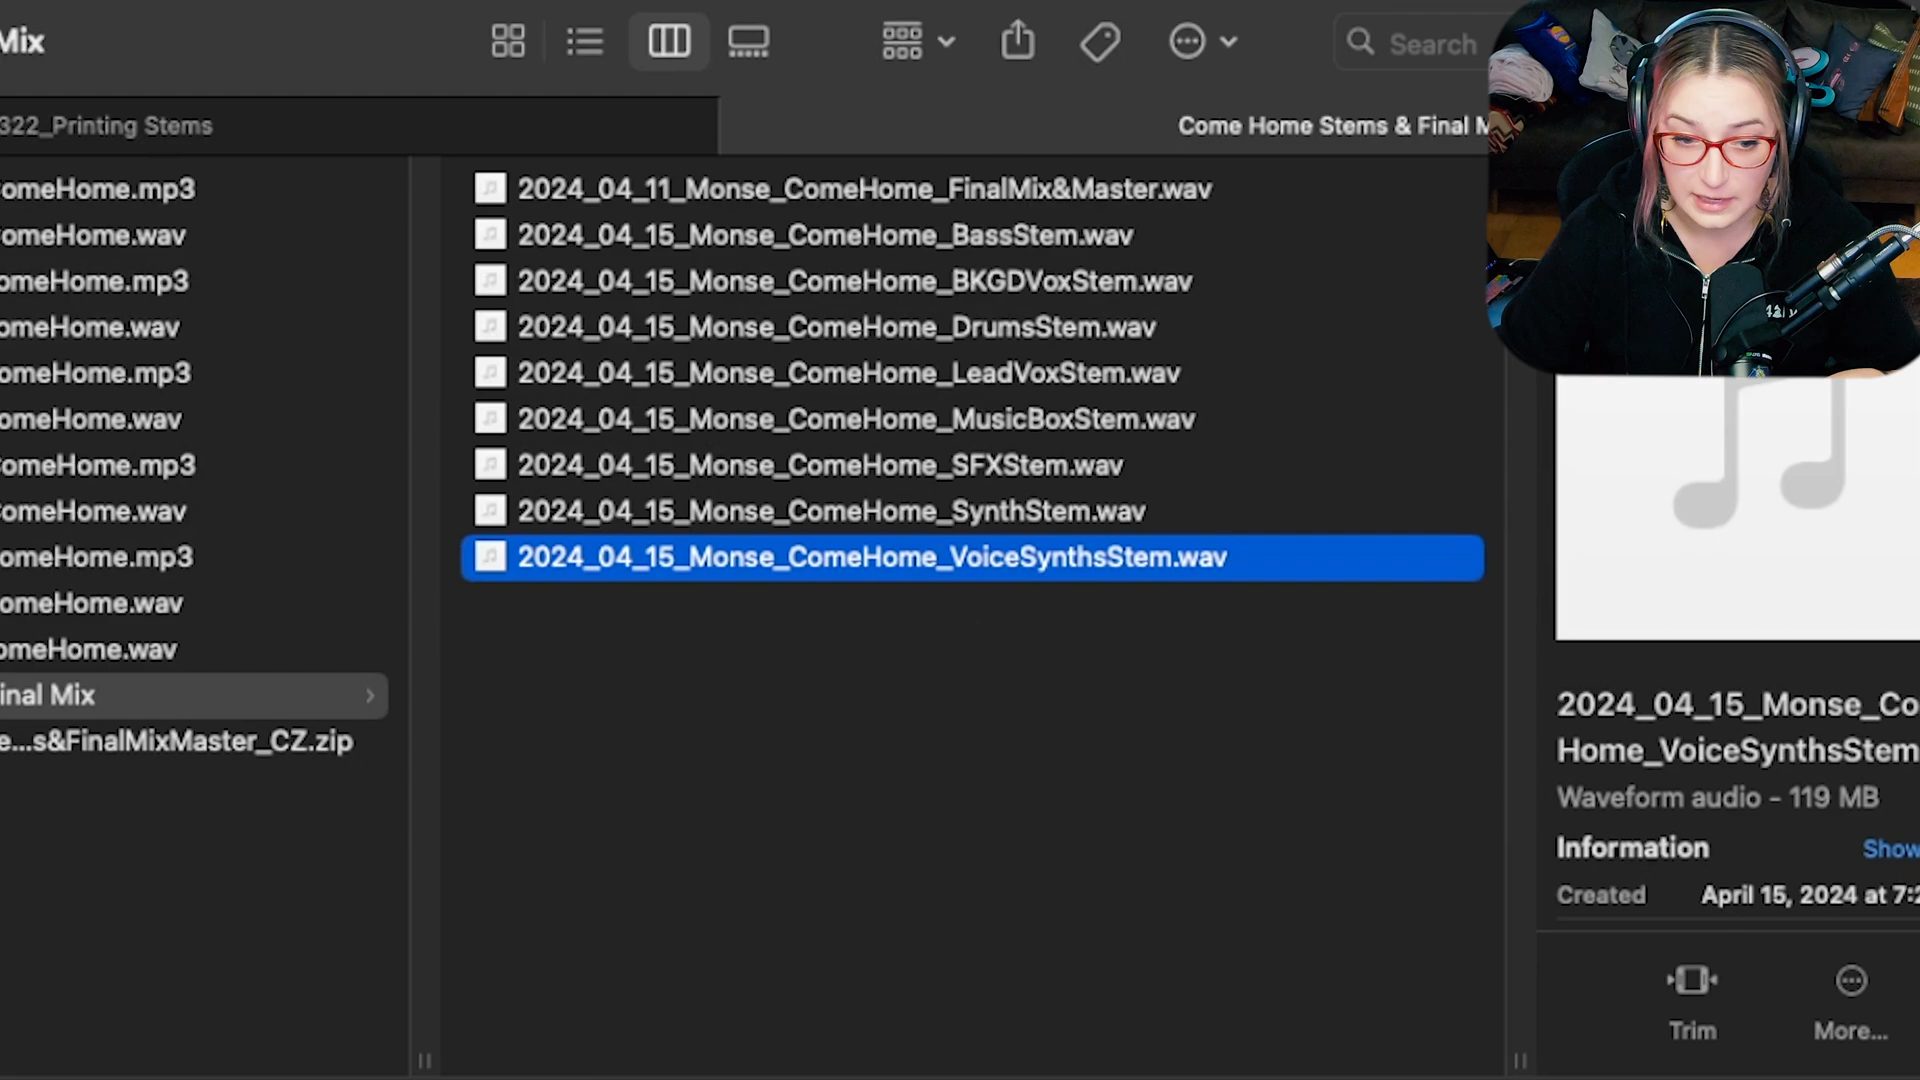 Mix
Search
322_Printing Stems
Come Home Stems & Final M
ComeHome.mp3
omeHome.wav
omeHome.mp3
omeHome.wav
omeHome.mp3
omeHome.wav
omeHome.mp3
omeHome.wav
omeHome.mp3
omeHome.wav
omeHome.wav
inal Mix
e...s&FinalMixMaster_CZ.zip
2024_04_11_Monse_ComeHome_FinalMix&Master.wav
2024_04_15_Monse_ComeHome_BassStem.wav
2024_04_15_Monse_ComeHome_BKGDVoxStem.wav
2024_04_15_Monse_ComeHome_DrumsStem.wav
2024_04_15_Monse_ComeHome_LeadVoxStem.wav
2024_04_15_Monse_ComeHome_MusicBoxStem.wav
2024_04_15_Monse_ComeHome_SFXStem.wav
2024_04_15_Monse_ComeHome_SynthStem.wav
2024_04_15_Monse_ComeHome_VoiceSynthsStem.wav
2024_04_15_Monse_Co
Home_VoiceSynthsStem
Waveform audio - 119 MB
Information
Show
Created April 15, 2024 at 7:2
Trim
More...